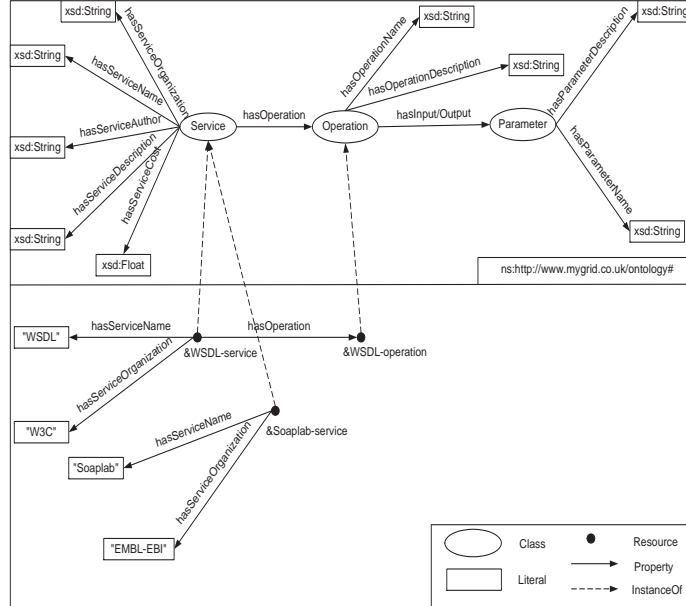 xsd:String
xsd:String
xsd:String
hasServiceOrganization
hasOperationName
hasParameterDescription
xsd:String
hasServiceName
hasOperationDescription
xsd:String
hasServiceAuthor
hasOperation
hasInput/Output
Service
Operation
Parameter
xsd:String
hasServiceDescription
hasServiceCost
hasParameterName
xsd:String
xsd:String
xsd:Float
ns:http://www.mygrid.co.uk/ontology#
"WSDL"
hasServiceName
hasOperation
&WSDL-service
&WSDL-operation
hasServiceOrganization
"W3C"
hasServiceName
&Soaplab-service
"Soaplab"
hasServiceOrganization
"EMBL-EBI"
Class
Resource
Property
Literal
InstanceOf